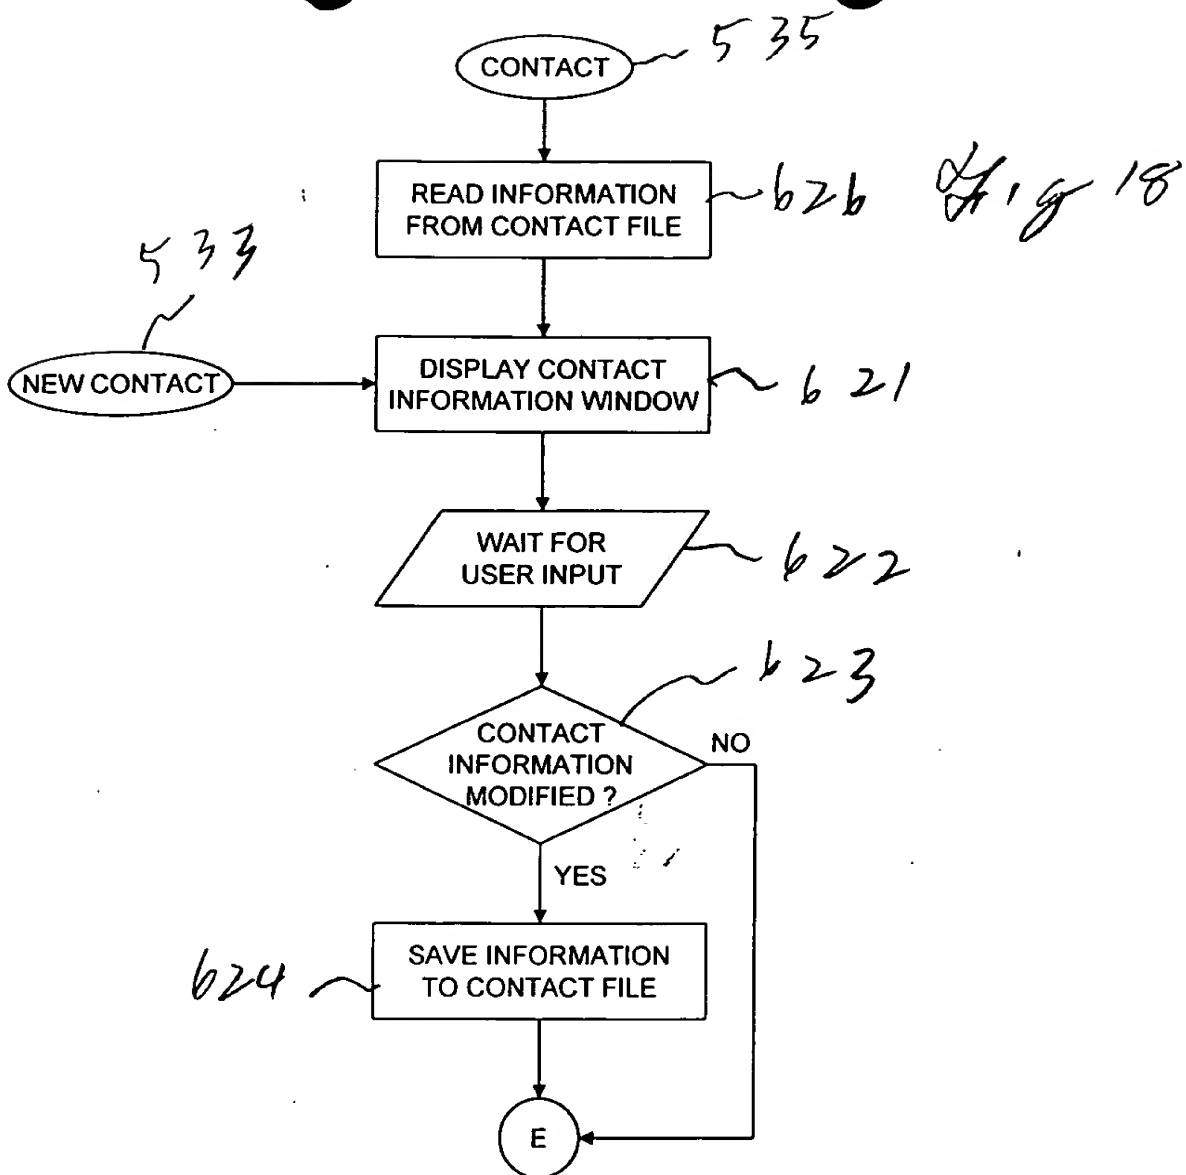 CONTACT
535
READ INFORMATION
FROM CONTACT FILE
626
Fig 18
533
NEW CONTACT
DISPLAY CONTACT
INFORMATION WINDOW
621
WAIT FOR
USER INPUT
622
623
CONTACT
INFORMATION
MODIFIED ?
NO
YES
624
SAVE INFORMATION
TO CONTACT FILE
E